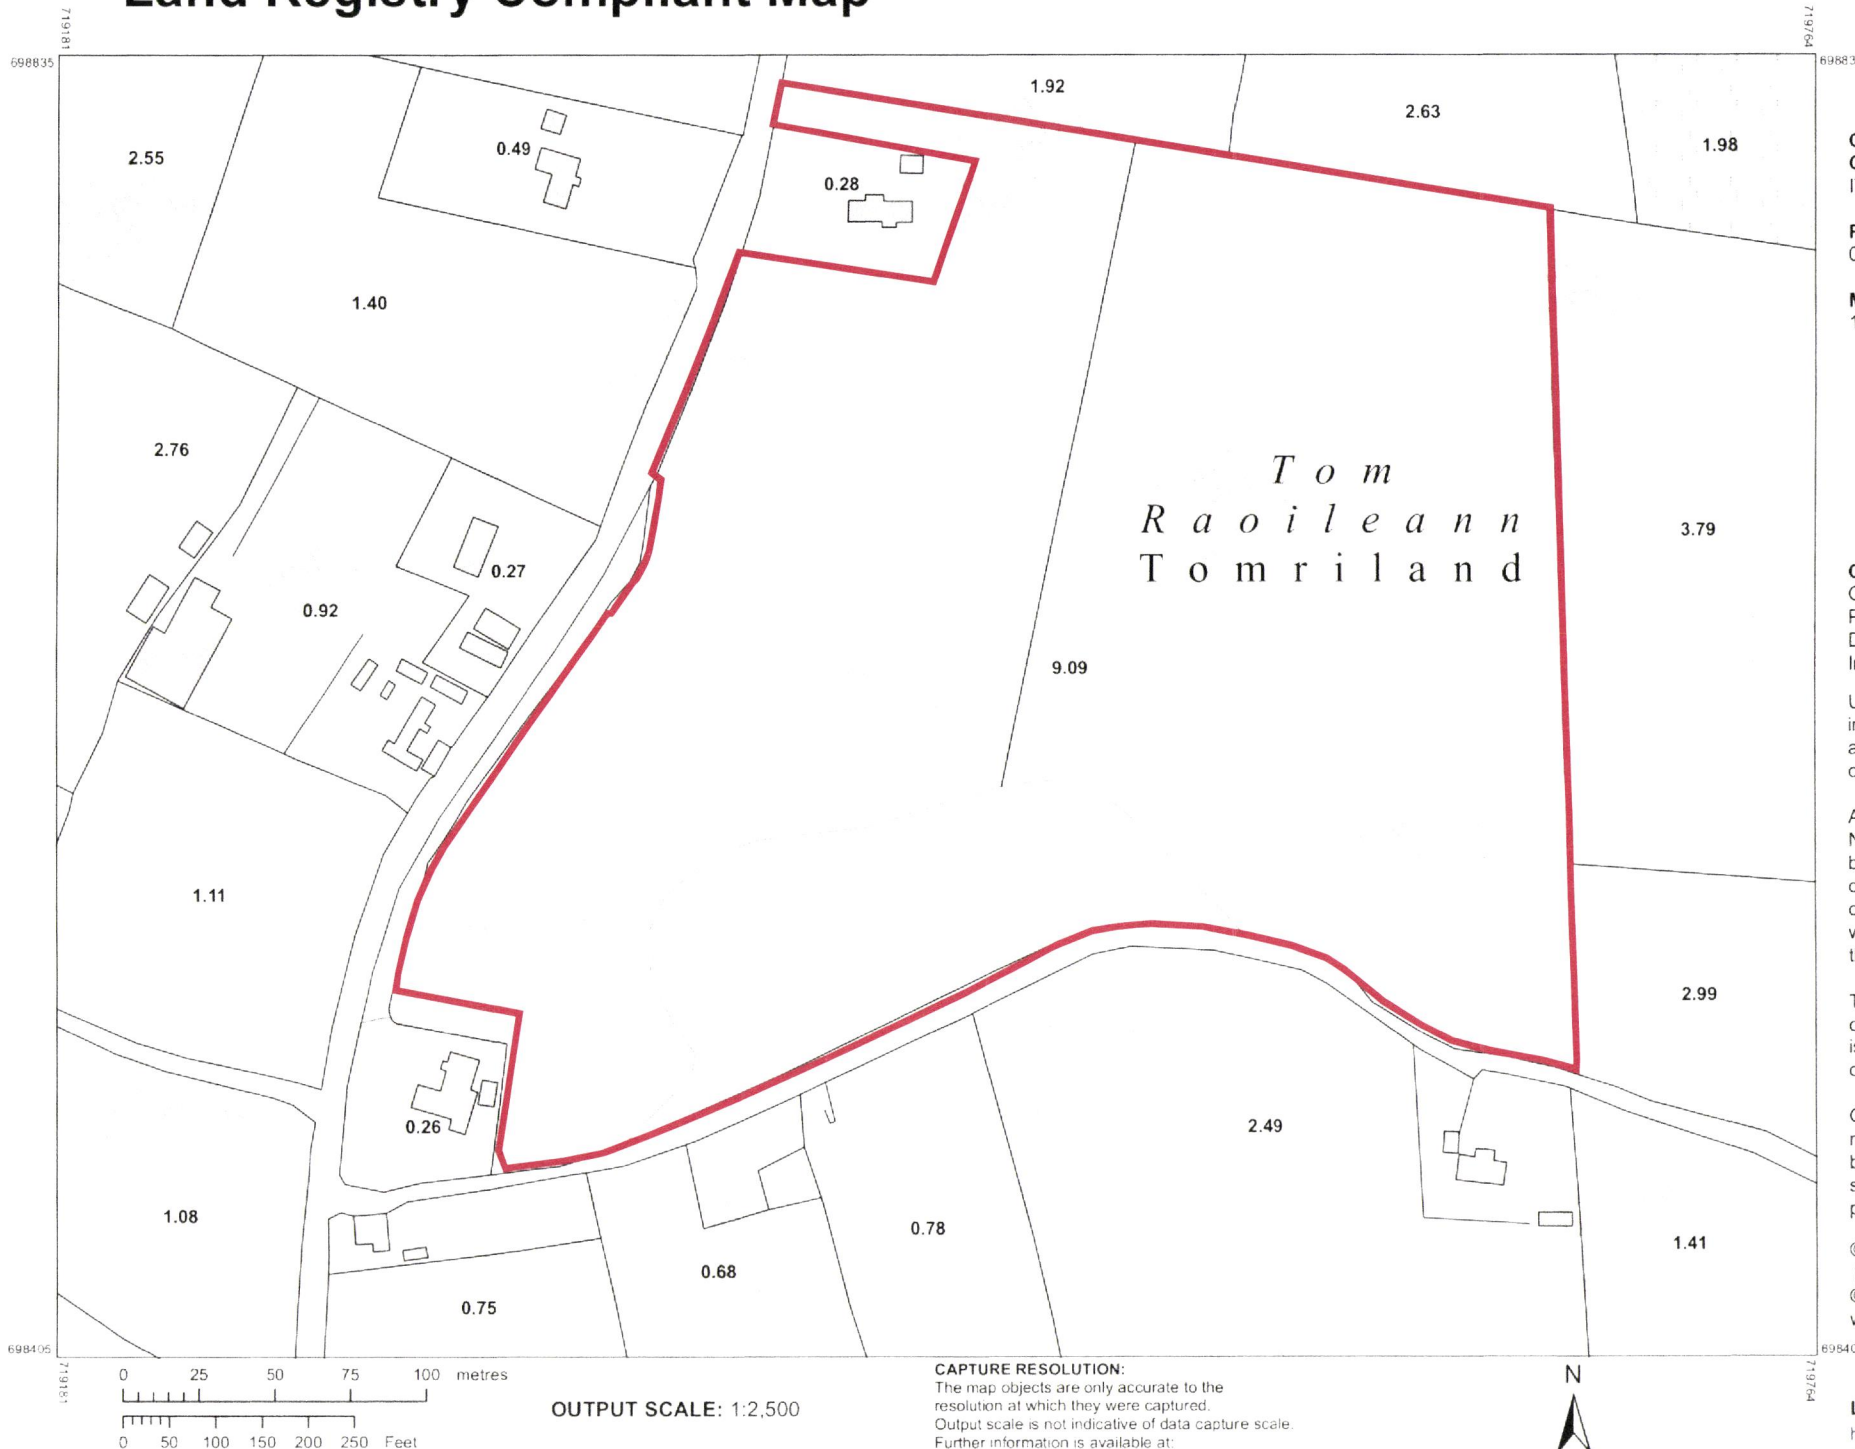 Land Registry Compliant Map
719181
719764
698835
1.92
2.63
1.98
2.55
0.49
0.28
1.40
2.76
Tom
Raoileann
Tomriland
3.79
0.27
0.92
9.09
1.11
2.99
0.26
2.49
1.08
0.78
1.41
0.68
0.75
698405
719181
719764
0 25 50 75 100 metres
0 50 100 150 200 250 Feet
OUTPUT SCALE: 1:2,500
CAPTURE RESOLUTION:
The map objects are only accurate to the
resolution at which they were captured.
Output scale is not indicative of data capture scale.
Further information is available at:
N